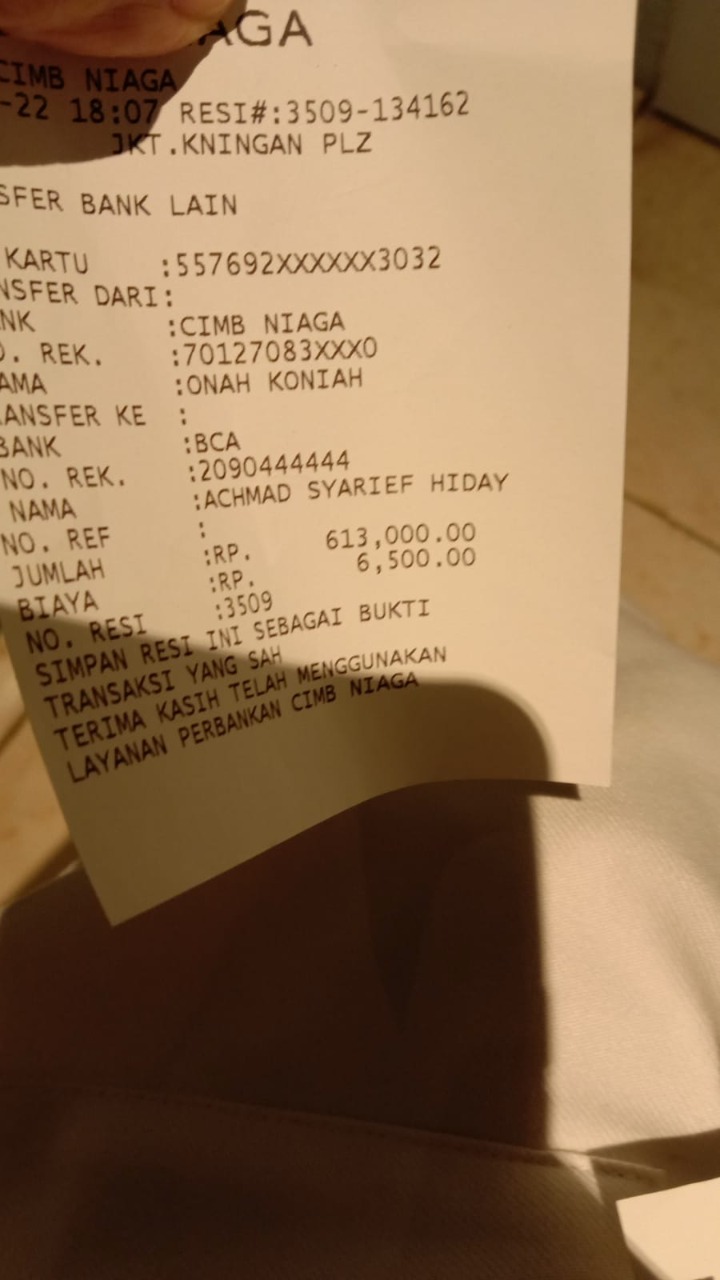 AGA
CIMB NIAGA
-22 18:07 RESI#:3509-134162
JKT.KNINGAN PLZ
SFER BANK LAIN
KARTU :557692XXXXXX3032
NSFER DARI:
NK :CIMB NIAGA
O. REK. :70127083XXX0
AMA :ONAH KONIAH
RANSFER KE :
BANK :BCA
NO. REK. :2090444444
NAMA :ACHMAD SYARIEF HIDAY
NO. REF :
JUMLAH :RP. 613,000.00
BIAYA :RP. 6,500.00
NO. RESI :3509
SIMPAN RESI INI SEBAGAI BUKTI
TRANSAKSI YANG SAH
TERIMA KASIH TELAH MENGGUNAKAN
LAYANAN PERBANKAN CIMB NIAGA